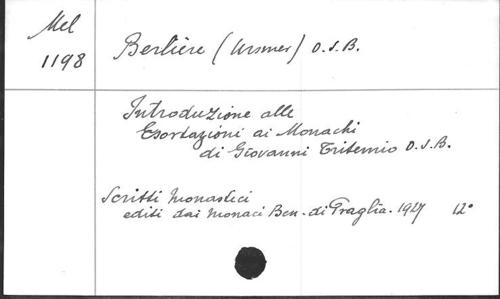 Mel
1198
Berlière (Ursmer) O.S.B.
Introduzione alle
Esortazioni ai Monachi
di Giovanni Tritemio O.S.B.
Scritti Monastici
editi dai Monaci Ben. di Praglia. 1927 12°